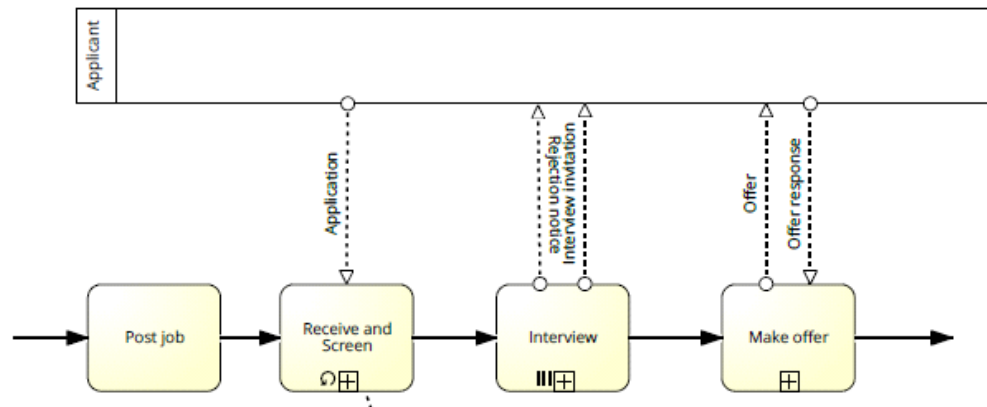 Applicant
Application
Rejection notice
Interview invitation
Offer
Offer response
Post job
Receive and
Screen
Interview
Make offer